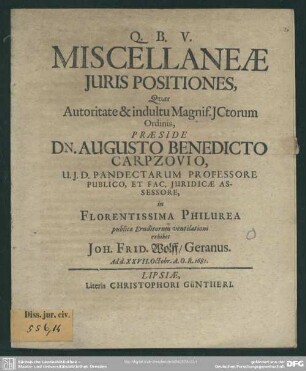 Q. B. V.
MISCELLANEÆ
JURIS POSITIONES,
Quas
Autoritate & indultu Magnif. JCtorum
Ordinis,
PRÆSIDE
DN. AUGUSTO BENEDICTO
CARPZOVIO,
U. J. D. PANDECTARUM PROFESSORE
PUBLICO, ET FAC. JURIDICÆ AS-
SESSORE,
in
FLORENTISSIMA PHILUREA
publicæ Eruditorum ventilationi
exhibet
JOH. FRID. Wolff/ Geranus.
Ad d. XXVII. Octobr. A. O. R. 1681.
LIPSIÆ,
Literis CHRISTOPHORI GüNTHERI.
Diss. jur. civ.
556,14